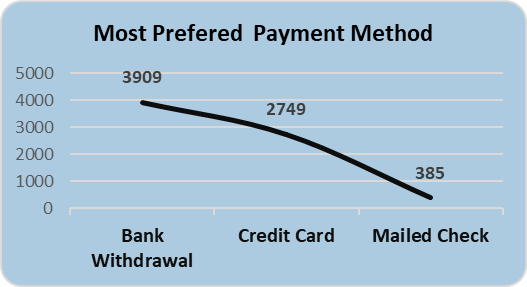 Most Prefered  Payment Method
5000
4000
3000
2000
1000
0
3909
2749
385
Bank
Withdrawal
Credit Card
Mailed Check